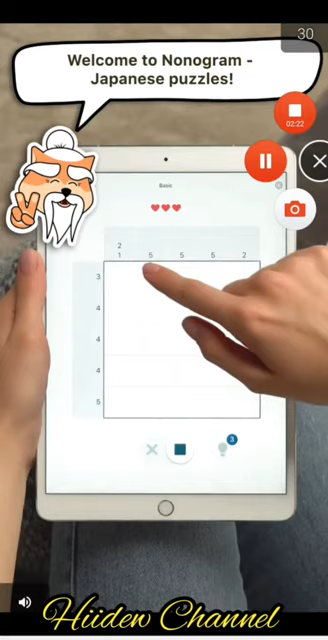 30
Welcome to Nonogram -
Japanese puzzles!
02:22
Basic
2
1 5 5 5 2
3
4
4
4
5
3
Hiidew Channel